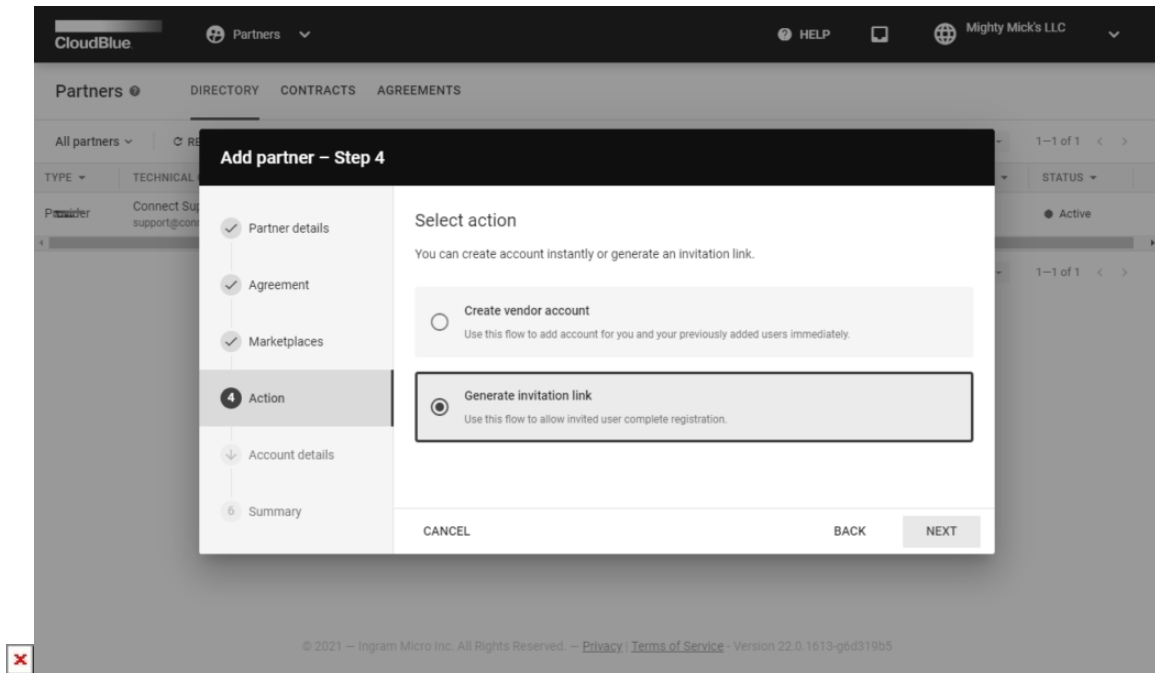 CloudBlue
Partners
HELP
Mighty Mick's LLC
Partners
DIRECTORY CONTRACTS AGREEMENTS
All partners
1–1 of 1
Add partner – Step 4
TYPE
TECHNICAL
STATUS
Connect
support@
Active
1–1 of 1
Partner details
Agreement
Marketplaces
4 Action
Account details
6 Summary
Select action
You can create account instantly or generate an invitation link.
Create vendor account
Use this flow to add account for you and your previously added users immediately.
Generate invitation link
Use this flow to allow invited user complete registration.
CANCEL BACK NEXT
© 2021 — Ingram Micro Inc. All Rights Reserved. — Privacy | Terms of Service - Version 22.0.1613-g6d319b5